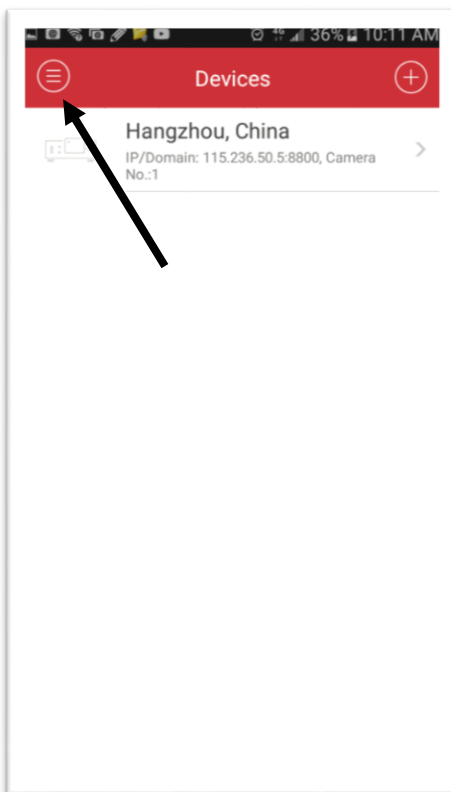 36% 10:11 AM
Devices
Hangzhou, China
IP/Domain: 115.236.50.5:8800, Camera
No.:1